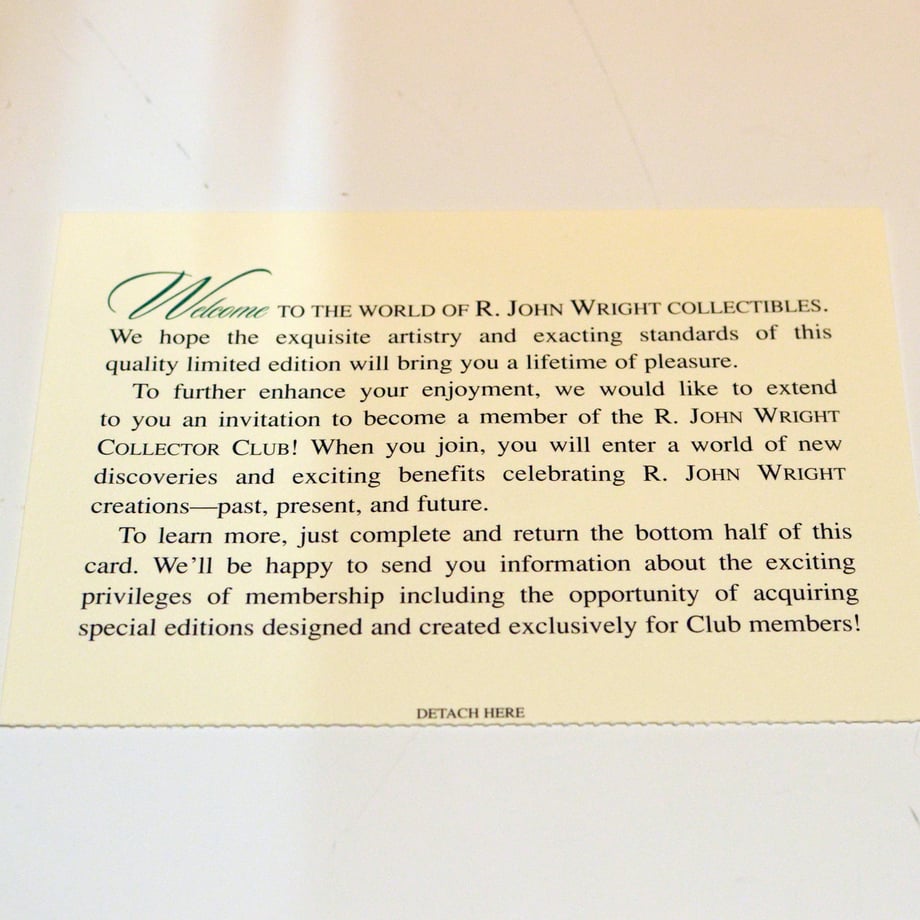 Welcome TO THE WORLD OF R. JOHN WRIGHT COLLECTIBLES.
We hope the exquisite artistry and exacting standards of this
quality limited edition will bring you a lifetime of pleasure.
To further enhance your enjoyment, we would like to extend
to you an invitation to become a member of the R. JOHN WRIGHT
COLLECTOR CLUB! When you join, you will enter a world of new
discoveries and exciting benefits celebrating R. JOHN WRIGHT
creations—past, present, and future.
To learn more, just complete and return the bottom half of this
card. We'll be happy to send you information about the exciting
privileges of membership including the opportunity of acquiring
special editions designed and created exclusively for Club members!
DETACH HERE